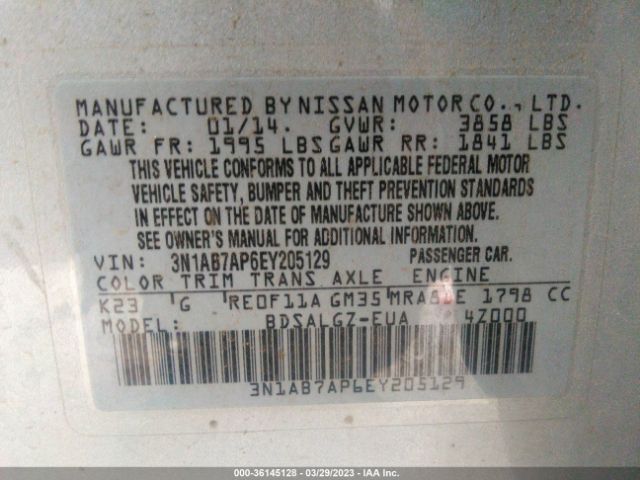 MANUFACTURED BY NISSAN MOTOR CO., LTD.
DATE: 01/14. GVWR: 3858 LBS
GAWR FR: 1995 LBS GAWR RR: 1841 LBS
THIS VEHICLE CONFORMS TO ALL APPLICABLE FEDERAL MOTOR
VEHICLE SAFETY, BUMPER AND THEFT PREVENTION STANDARDS
IN EFFECT ON THE DATE OF MANUFACTURE SHOWN ABOVE.
SEE OWNER'S MANUAL FOR ADDITIONAL INFORMATION.
VIN: 3N1AB7AP6EY205129 PASSENGER CAR.
COLOR TRIM TRANS AXLE ENGINE
K23 G RE0F11A GM35 MRA8DE 1798 CC
MODEL: BDSALGZ-EUA 4Z000
3N1AB7AP6EY205129
000-36145128 - 03/29/2023 - IAA Inc.